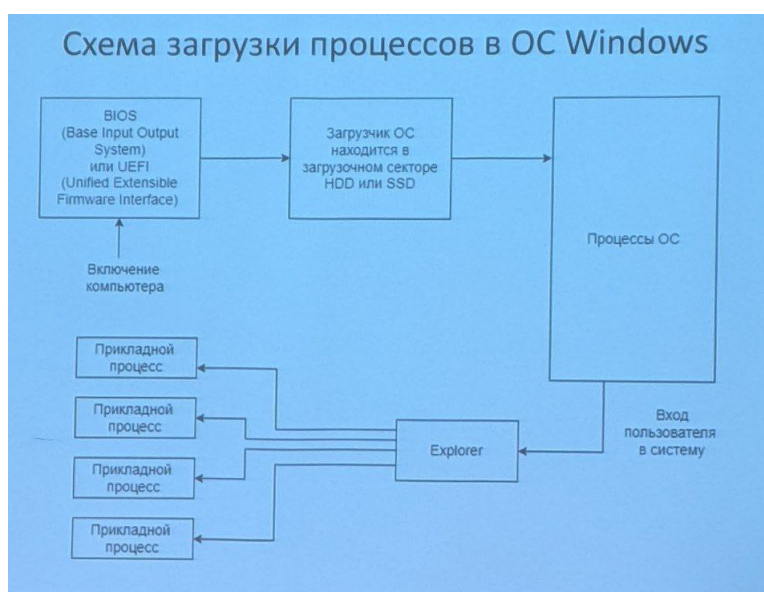 Схема загрузки процессов в ОС Windows
BIOS
(Base Input Output
System)
или UEFI
(Unified Extensible
Firmware Interface)
Загрузчик ОС
находится в
загрузочном секторе
HDD или SSD
Процессы ОС
Включение
компьютера
Прикладной
процесс
Прикладной
процесс
Прикладной
процесс
Прикладной
процесс
Explorer
Вход
пользователя
в систему